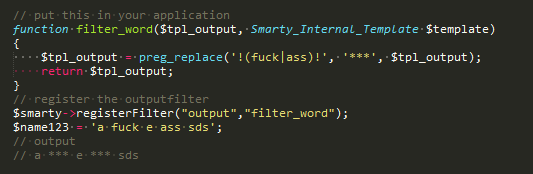 // put this in your application
function filter_word($tpl_output, Smarty_Internal_Template $template)
{
    $tpl_output = preg_replace('!(fuck|ass)!', '***', $tpl_output);
    return $tpl_output;
}
// register the outputfilter
$smarty->registerFilter("output","filter_word");
$name123 = 'a fuck e ass sds';
// output
// a *** e *** sds